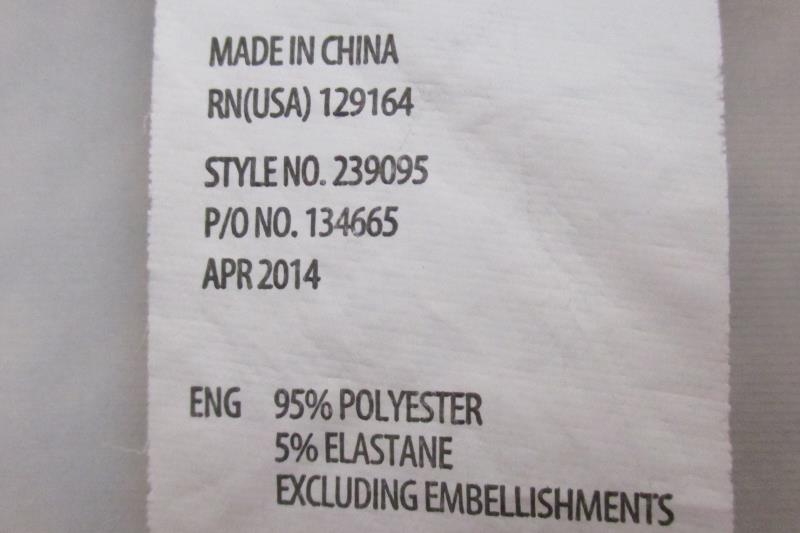 MADE IN CHINA
RN(USA) 129164
STYLE NO. 239095
P/O NO. 134665
APR 2014
ENG 95% POLYESTER
5% ELASTANE
EXCLUDING EMBELLISHMENTS